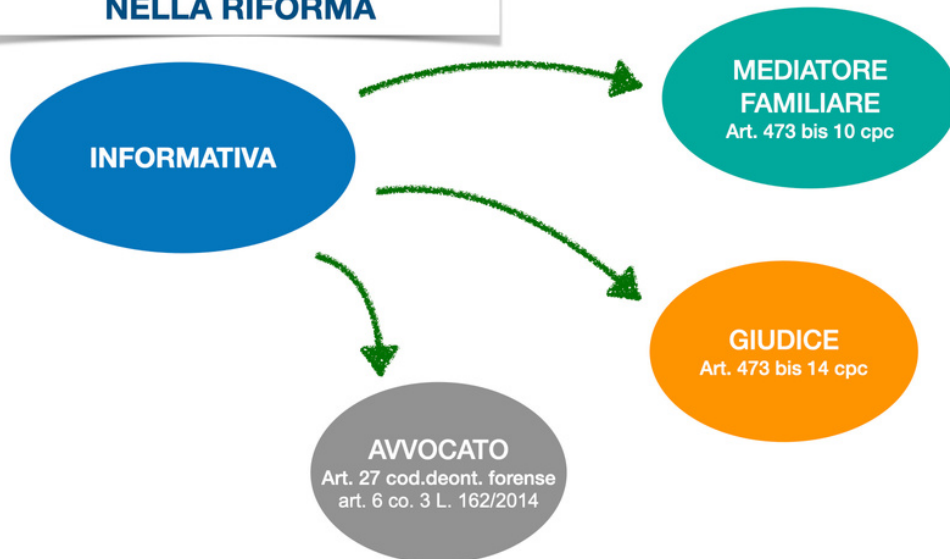 NELLA RIFORMA
INFORMATIVA
MEDIATORE
FAMILIARE
Art. 473 bis 10 cpc
GIUDICE
Art. 473 bis 14 cpc
AVVOCATO
Art. 27 cod.deont. forense
art. 6 co. 3 L. 162/2014